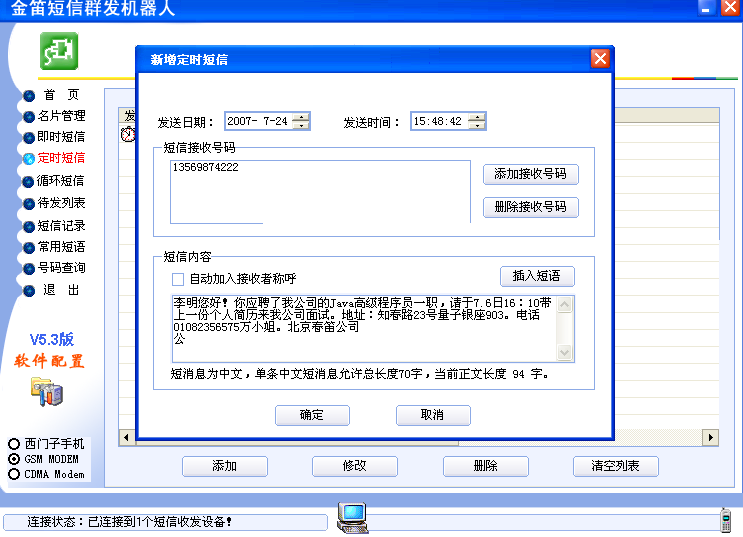 金笛短信群发机器人
新增定时短信
首 页
名片管理
即时短信
定时短信
循环短信
待发列表
短信记录
常用短语
号码查询
退 出
V5.3版
软件配置
西门子手机
GSM MODEM
CDMA Modem
发
发送日期： 2007- 7-24
发送时间： 15:48:42
短信接收号码
13569874222
添加接收号码
删除接收号码
短信内容
自动加入接收者称呼
插入短语
李明您好！你应聘了我公司的Java高级程序员一职，请于7.6日16：10带
上一份个人简历来我公司面试。地址：知春路23号量子银座903。电话
01082356575万小姐。北京春笛公司
公
短消息为中文，单条中文短消息允许总长度70字，当前正文长度 94 字。
确定
取消
添加
修改
删除
清空列表
连接状态：已连接到1个短信收发设备！